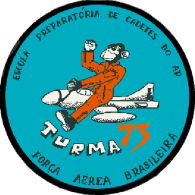 ESCOLA PREPARATÓRIA DE CADETES DO AR
TURMA 73
FORÇA AÉREA BRASILEIRA